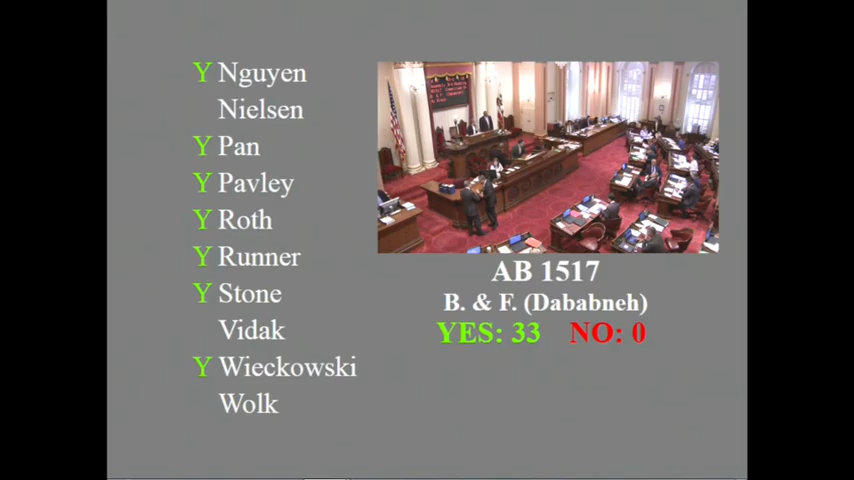 Y Nguyen
Nielsen
Y Pan
Y Pavley
Y Roth
Y Runner
Y Stone
Vidak
Y Wieckowski
Wolk
AB 1517
B. & F. (Dababneh)
YES: 33 NO: 0